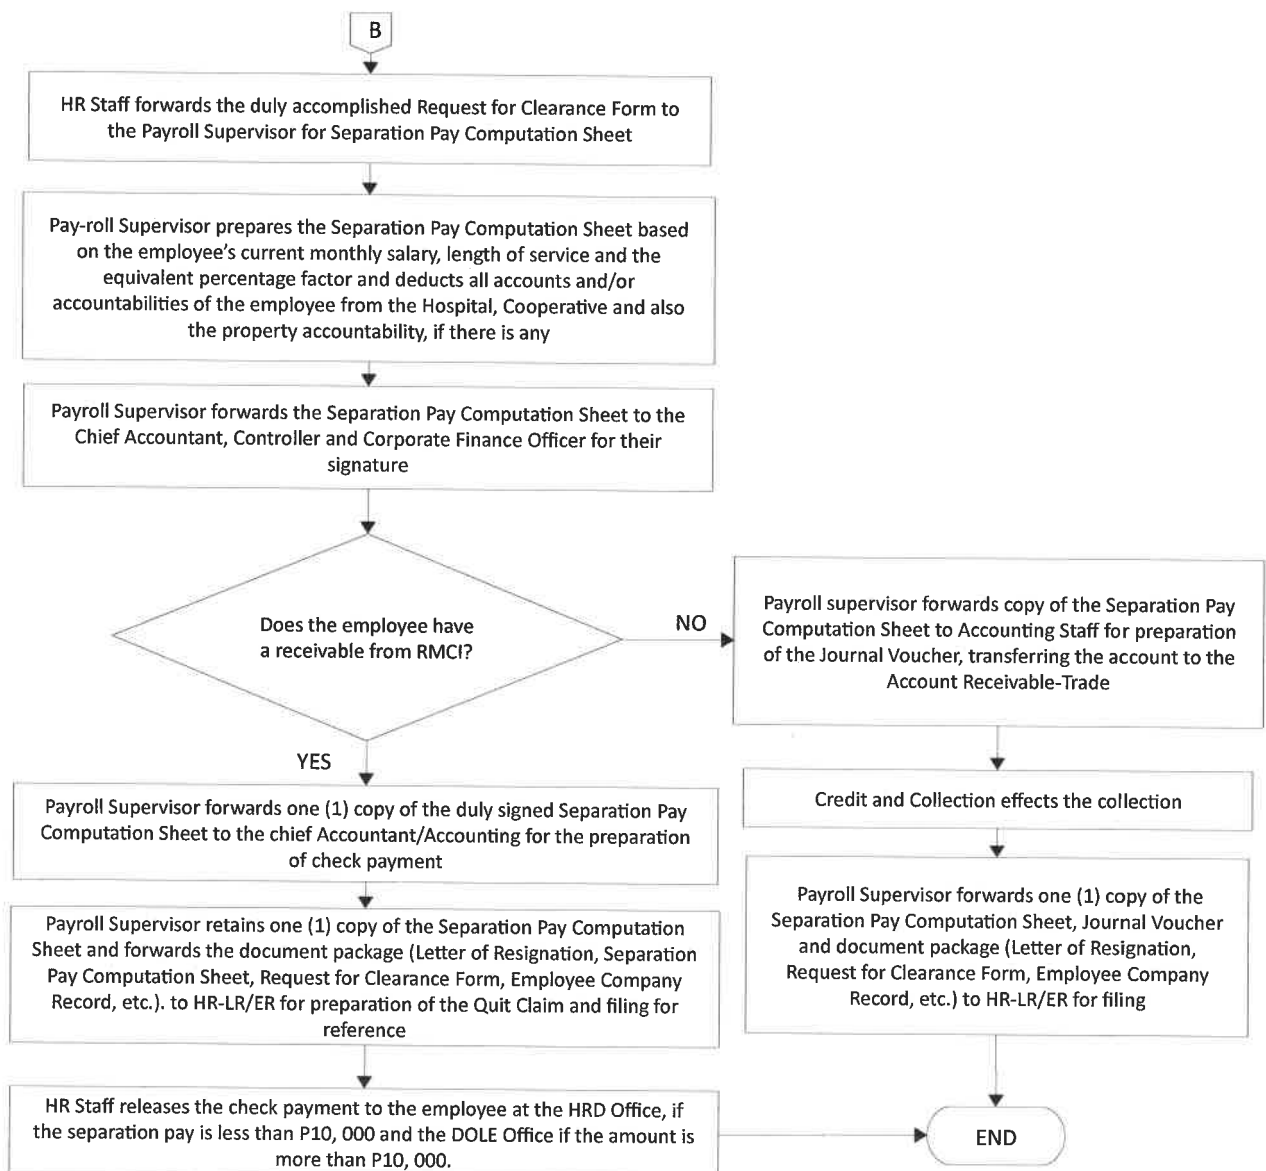 B
HR Staff forwards the duly accomplished Request for Clearance Form to
the Payroll Supervisor for Separation Pay Computation Sheet
Pay-roll Supervisor prepares the Separation Pay Computation Sheet based
on the employee's current monthly salary, length of service and the
equivalent percentage factor and deducts all accounts and/or
accountabilities of the employee from the Hospital, Cooperative and also
the property accountability, if there is any
Payroll Supervisor forwards the Separation Pay Computation Sheet to the
Chief Accountant, Controller and Corporate Finance Officer for their
signature
Does the employee have
a receivable from RMCI?
NO
Payroll supervisor forwards copy of the Separation Pay
Computation Sheet to Accounting Staff for preparation
of the Journal Voucher, transferring the account to the
Account Receivable-Trade
YES
Payroll Supervisor forwards one (1) copy of the duly signed Separation Pay
Computation Sheet to the chief Accountant/Accounting for the preparation
of check payment
Credit and Collection effects the collection
Payroll Supervisor retains one (1) copy of the Separation Pay Computation
Sheet and forwards the document package (Letter of Resignation, Separation
Pay Computation Sheet, Request for Clearance Form, Employee Company
Record, etc.). to HR-LR/ER for preparation of the Quit Claim and filing for
reference
Payroll Supervisor forwards one (1) copy of the
Separation Pay Computation Sheet, Journal Voucher
and document package (Letter of Resignation,
Request for Clearance Form, Employee Company
Record, etc.) to HR-LR/ER for filing
HR Staff releases the check payment to the employee at the HRD Office, if
the separation pay is less than P10, 000 and the DOLE Office if the amount is
more than P10, 000.
END